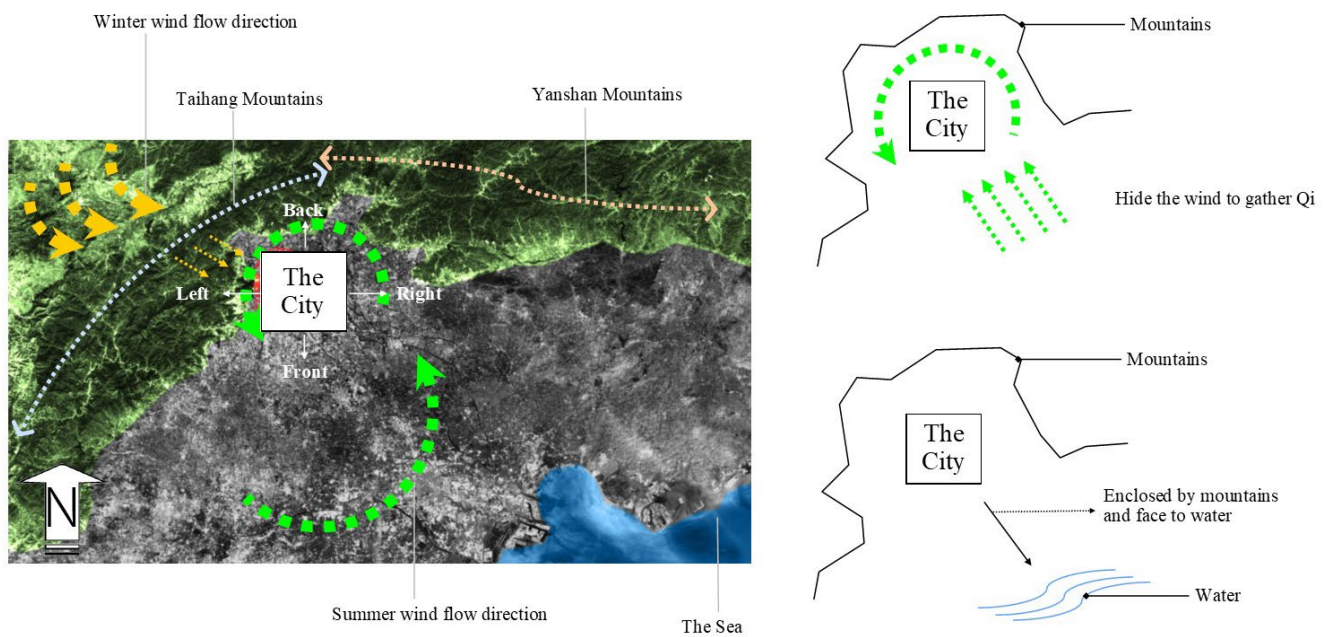 Winter wind flow direction
Taihang Mountains
Yanshan Mountains
Back
The
City
Left
Right
Front
N
Summer wind flow direction
The Sea
Mountains
The
City
Hide the wind to gather Qi
Mountains
The
City
Enclosed by mountains
and face to water
Water